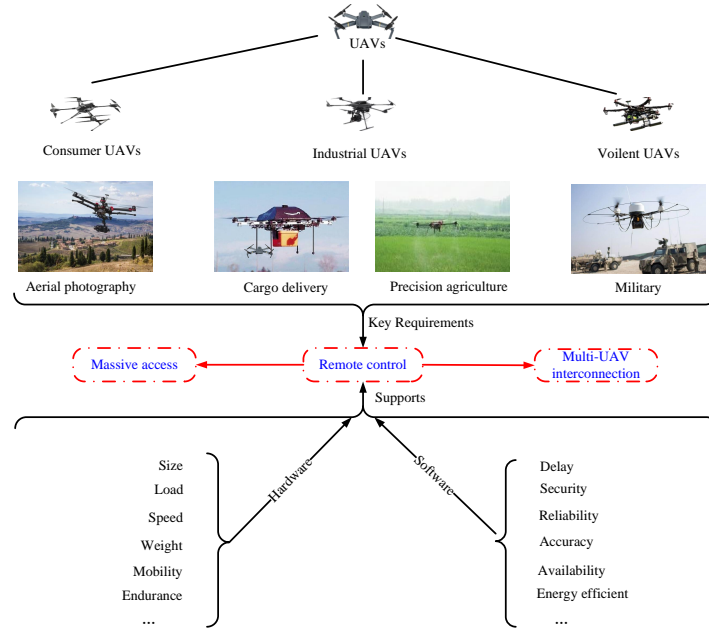 UAVs
Consumer UAVs
Industrial UAVs
Voilent UAVs
Aerial photography
Cargo delivery
Precision agriculture
Military
Key Requirements
Massive access
Remote control
Multi-UAV
interconnection
Supports
Hardware
Software
Size
Load
Speed
Weight
Mobility
Endurance
...
Delay
Security
Reliability
Accuracy
Availability
Energy efficient
...